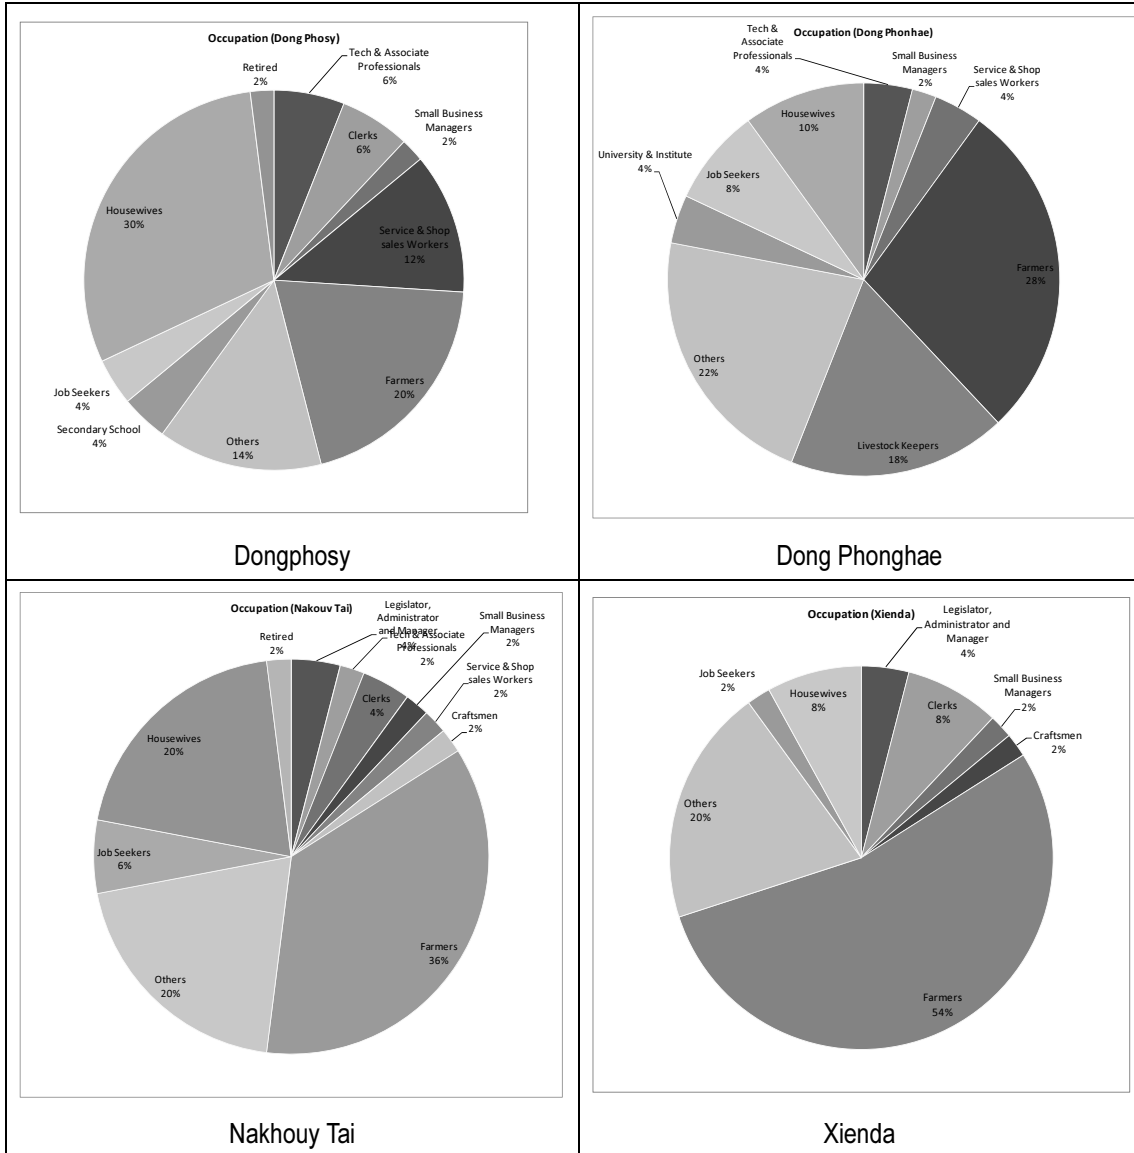 Occupation (Dong Phosy)
Tech & Associate
Professionals
6%
Retired
2%
Clerks
6%
Small Business
Managers
2%
Service & Shop
sales Workers
12%
Housewives
30%
Farmers
20%
Job Seekers
4%
Secondary School
4%
Others
14%
Dongphosy
Occupation (Dong Phonhae)
Tech &
Associate
Professionals
4%
Small Business
Managers
2%
Service & Shop
sales Workers
4%
Housewives
10%
University & Institute
4%
Job Seekers
8%
Farmers
28%
Others
22%
Livestock Keepers
18%
Dong Phonghae
Occupation (Nakouv Tai)
Legislator,
Administrator
and Manager
4%
Tech & Associate
Professionals
2%
Small Business
Managers
2%
Retired
2%
Service & Shop
sales Workers
2%
Clerks
4%
Craftsmen
2%
Housewives
20%
Job Seekers
6%
Farmers
36%
Others
20%
Nakhouy Tai
Occupation (Xienda)
Legislator,
Administrator and
Manager
4%
Job Seekers
2%
Housewives
8%
Small Business
Managers
2%
Clerks
8%
Craftsmen
2%
Others
20%
Farmers
54%
Xienda